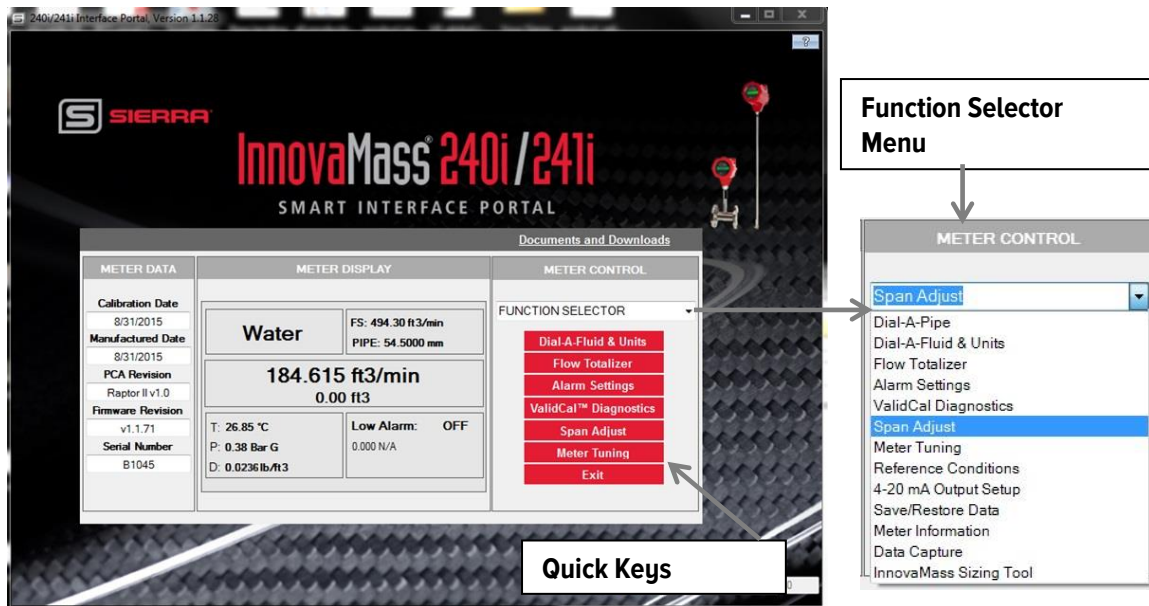 240i/241i Interface Portal, Version 1.1.28
?
S SIERRA
InnovaMass® 240i / 241i
SMART INTERFACE PORTAL
Documents and Downloads
METER DATA
Calibration Date
8/31/2015
Manufactured Date
8/31/2015
PCA Revision
Raptor II v1.0
Firmware Revision
v1.1.71
Serial Number
B1045
METER DISPLAY
Water
FS: 494.30 ft3/min
PIPE: 54.5000 mm
184.615 ft3/min
0.00 ft3
T: 26.85 °C
P: 0.38 Bar G
D: 0.0236 lb/ft3
Low Alarm: OFF
0.000 N/A
METER CONTROL
FUNCTION SELECTOR
Dial-A-Fluid & Units
Flow Totalizer
Alarm Settings
ValidCal™ Diagnostics
Span Adjust
Meter Tuning
Exit
Quick Keys
0
Function Selector
Menu
METER CONTROL
Span Adjust
Dial-A-Pipe
Dial-A-Fluid & Units
Flow Totalizer
Alarm Settings
ValidCal Diagnostics
Span Adjust
Meter Tuning
Reference Conditions
4-20 mA Output Setup
Save/Restore Data
Meter Information
Data Capture
InnovaMass Sizing Tool